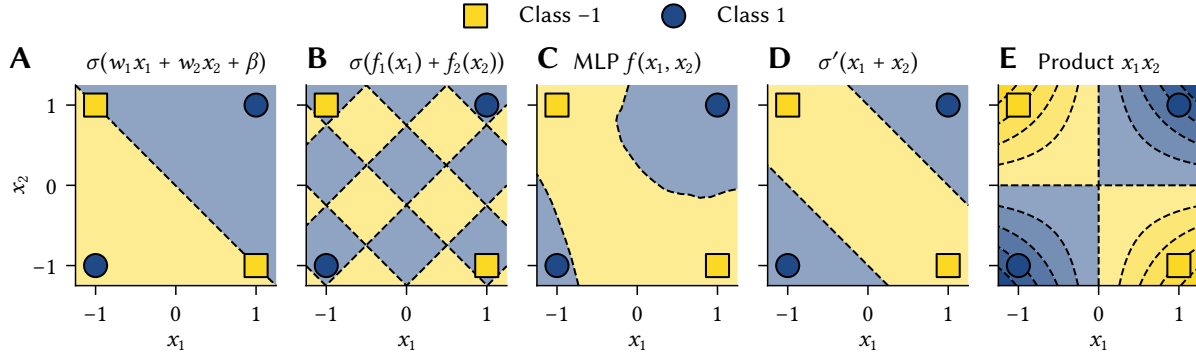 Class −1 Class 1
A σ(w₁x₁ + w₂x₂ + β) B σ(f₁(x₁) + f₂(x₂)) C MLP f(x₁, x₂) D σ′(x₁ + x₂) E Product x₁x₂
1
0
−1
x₂
−1 0 1 −1 0 1 −1 0 1 −1 0 1 −1 0 1
x₁ x₁ x₁ x₁ x₁